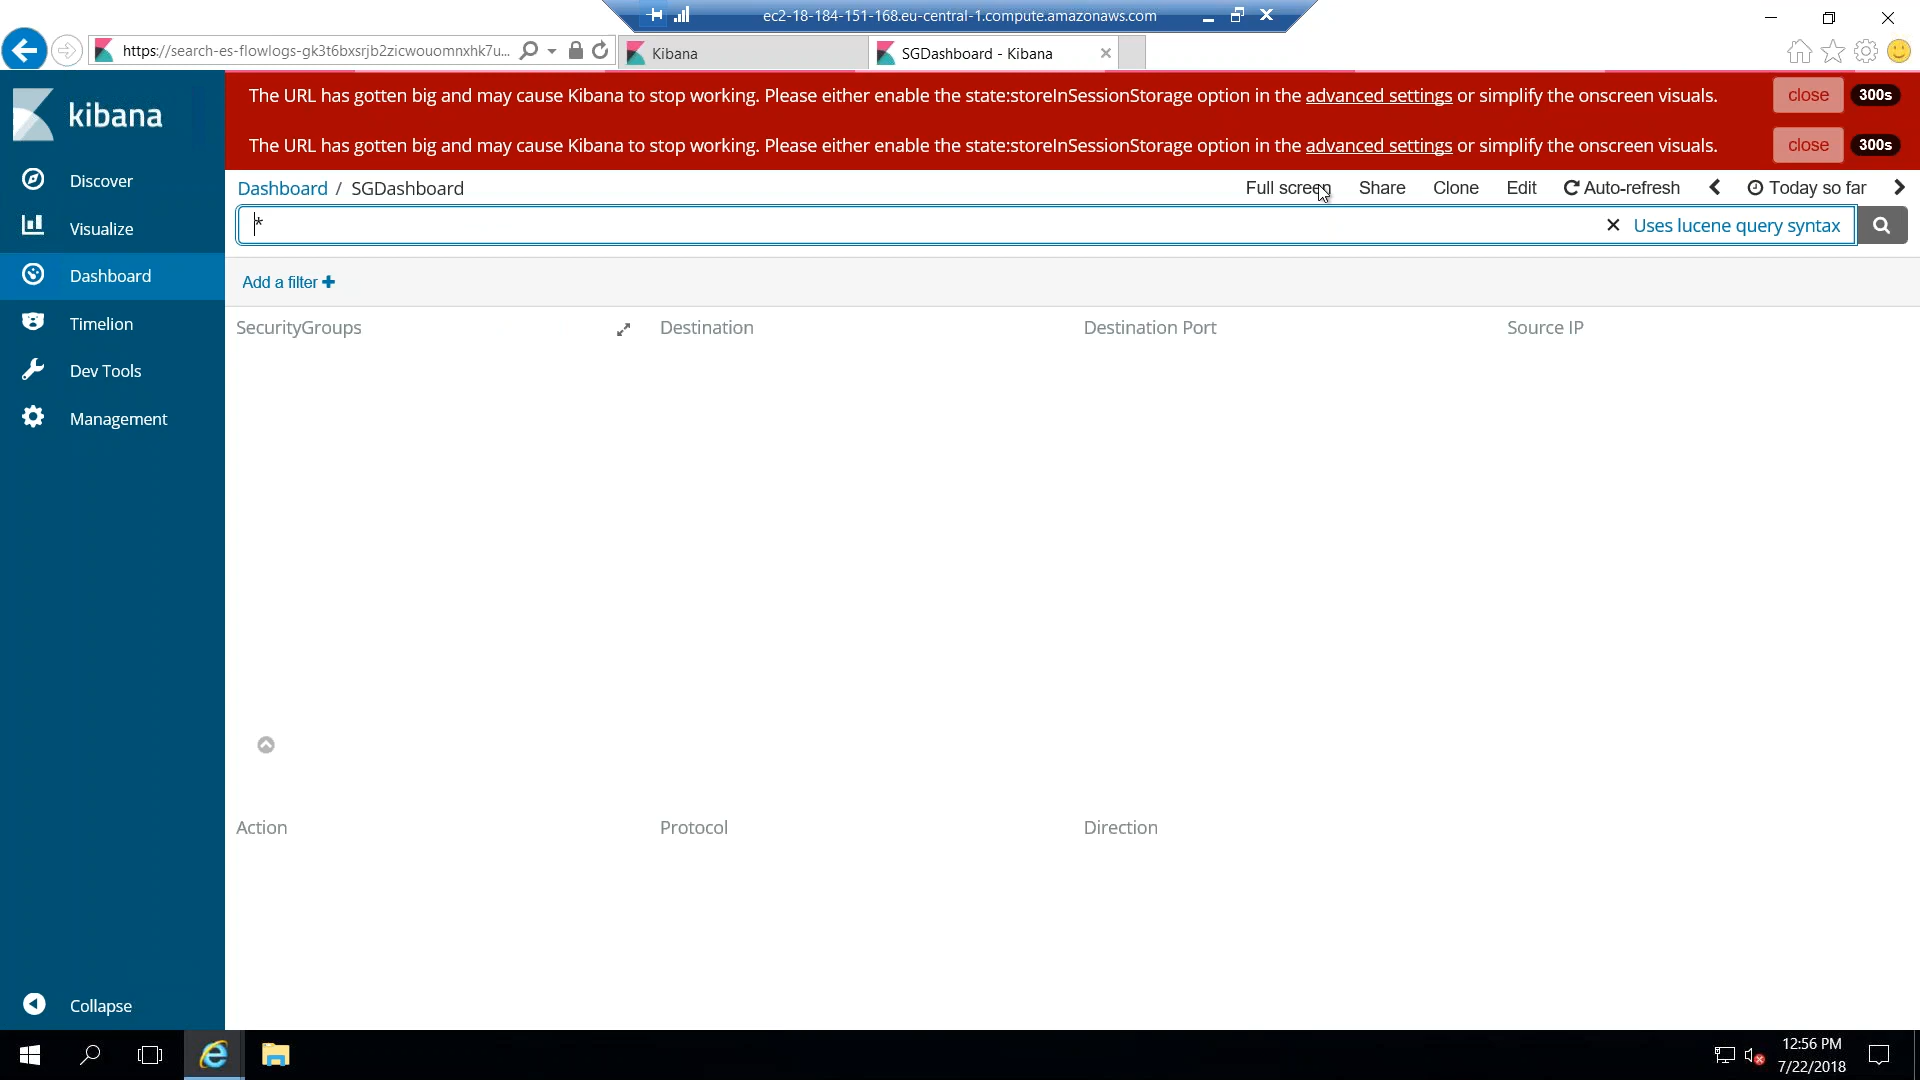 ec2-18-184-151-168.eu-central-1.compute.amazonaws.com
https://search-es-flowlogs-gk3t6bxsrjb2zicwouomnxhk7u...
Kibana
SGDashboard - Kibana
kibana
The URL has gotten big and may cause Kibana to stop working. Please either enable the state:storeInSessionStorage option in the advanced settings or simplify the onscreen visuals. close 300s
The URL has gotten big and may cause Kibana to stop working. Please either enable the state:storeInSessionStorage option in the advanced settings or simplify the onscreen visuals. close 300s
Dashboard / SGDashboard
Full screen Share Clone Edit Auto-refresh Today so far
*
Uses lucene query syntax
Add a filter +
Discover
Visualize
Dashboard
Timelion
Dev Tools
Management
Collapse
SecurityGroups
Destination
Destination Port
Source IP
Action
Protocol
Direction
12:56 PM
7/22/2018